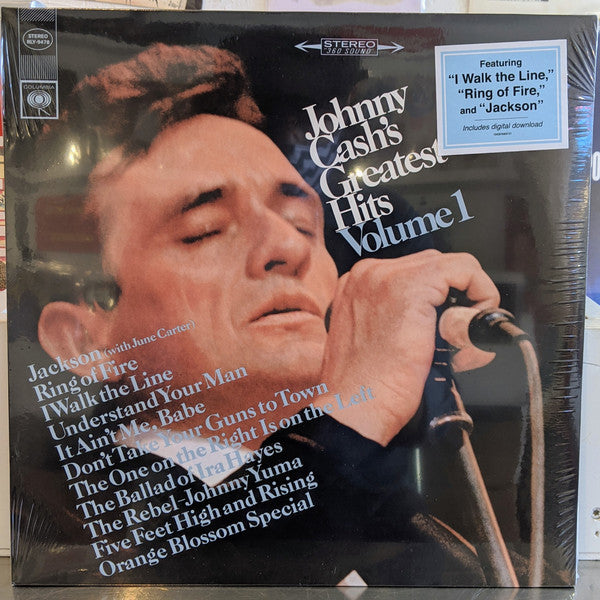 STEREO
COLUMBIA
STEREO
360 SOUND
Johnny
Cash's
Greatest
Hits
Volume 1
Featuring
"I Walk the Line,"
"Ring of Fire,"
and "Jackson"
Includes digital download
Jackson (with June Carter)
Ring of Fire
I Walk the Line
Understand Your Man
It Ain't Me, Babe
Don't Take Your Guns to Town
The One on the Right Is on the Left
The Ballad of Ira Hayes
The Rebel-Johnny Yuma
Five Feet High and Rising
Orange Blossom Special